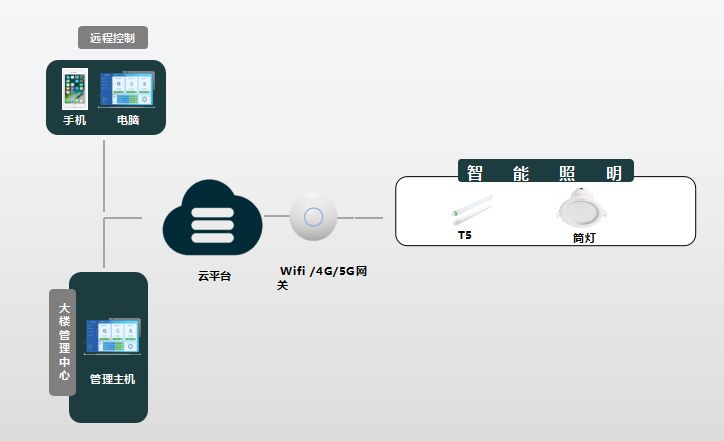 远程控制
手机
电脑
智能照明
T5
筒灯
云平台
Wifi /4G/5G网
关
大楼管理中心
管理主机